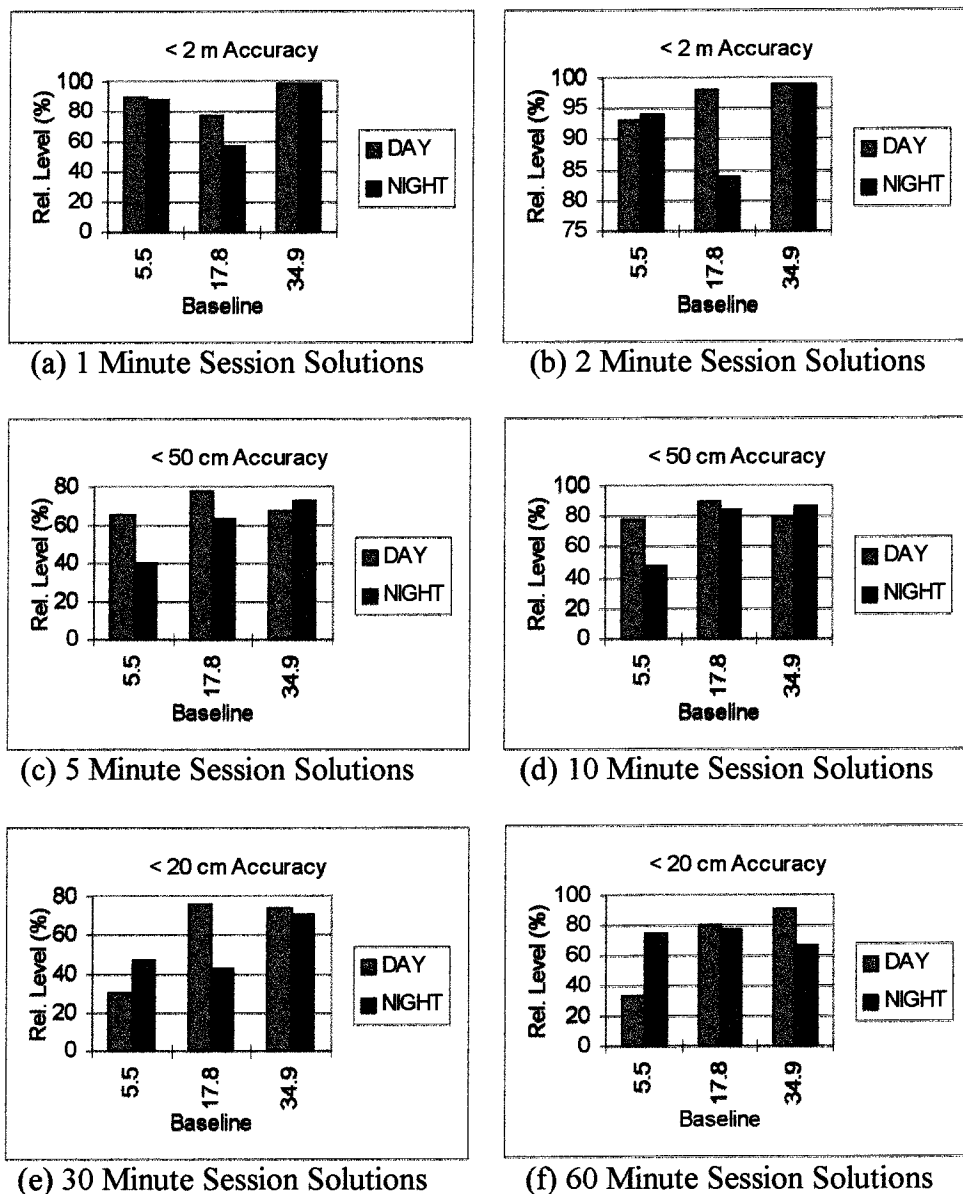 < 2 m Accuracy
Rel. Level (%)
100
80
60
40
20
0
5.5
17.8
34.9
Baseline
DAY
NIGHT
(a) 1 Minute Session Solutions
< 2 m Accuracy
Rel. Level (%)
100
95
90
85
80
75
5.5
17.8
34.9
Baseline
DAY
NIGHT
(b) 2 Minute Session Solutions
< 50 cm Accuracy
Rel. Level (%)
80
60
40
20
0
5.5
17.8
34.9
Baseline
DAY
NIGHT
(c) 5 Minute Session Solutions
< 50 cm Accuracy
Rel. Level (%)
100
80
60
40
20
0
5.5
17.8
34.9
Baseline
DAY
NIGHT
(d) 10 Minute Session Solutions
< 20 cm Accuracy
Rel. Level (%)
80
60
40
20
0
5.5
17.8
34.9
Baseline
DAY
NIGHT
(e) 30 Minute Session Solutions
< 20 cm Accuracy
Rel. Level (%)
100
80
60
40
20
0
5.5
17.8
34.9
Baseline
DAY
NIGHT
(f) 60 Minute Session Solutions